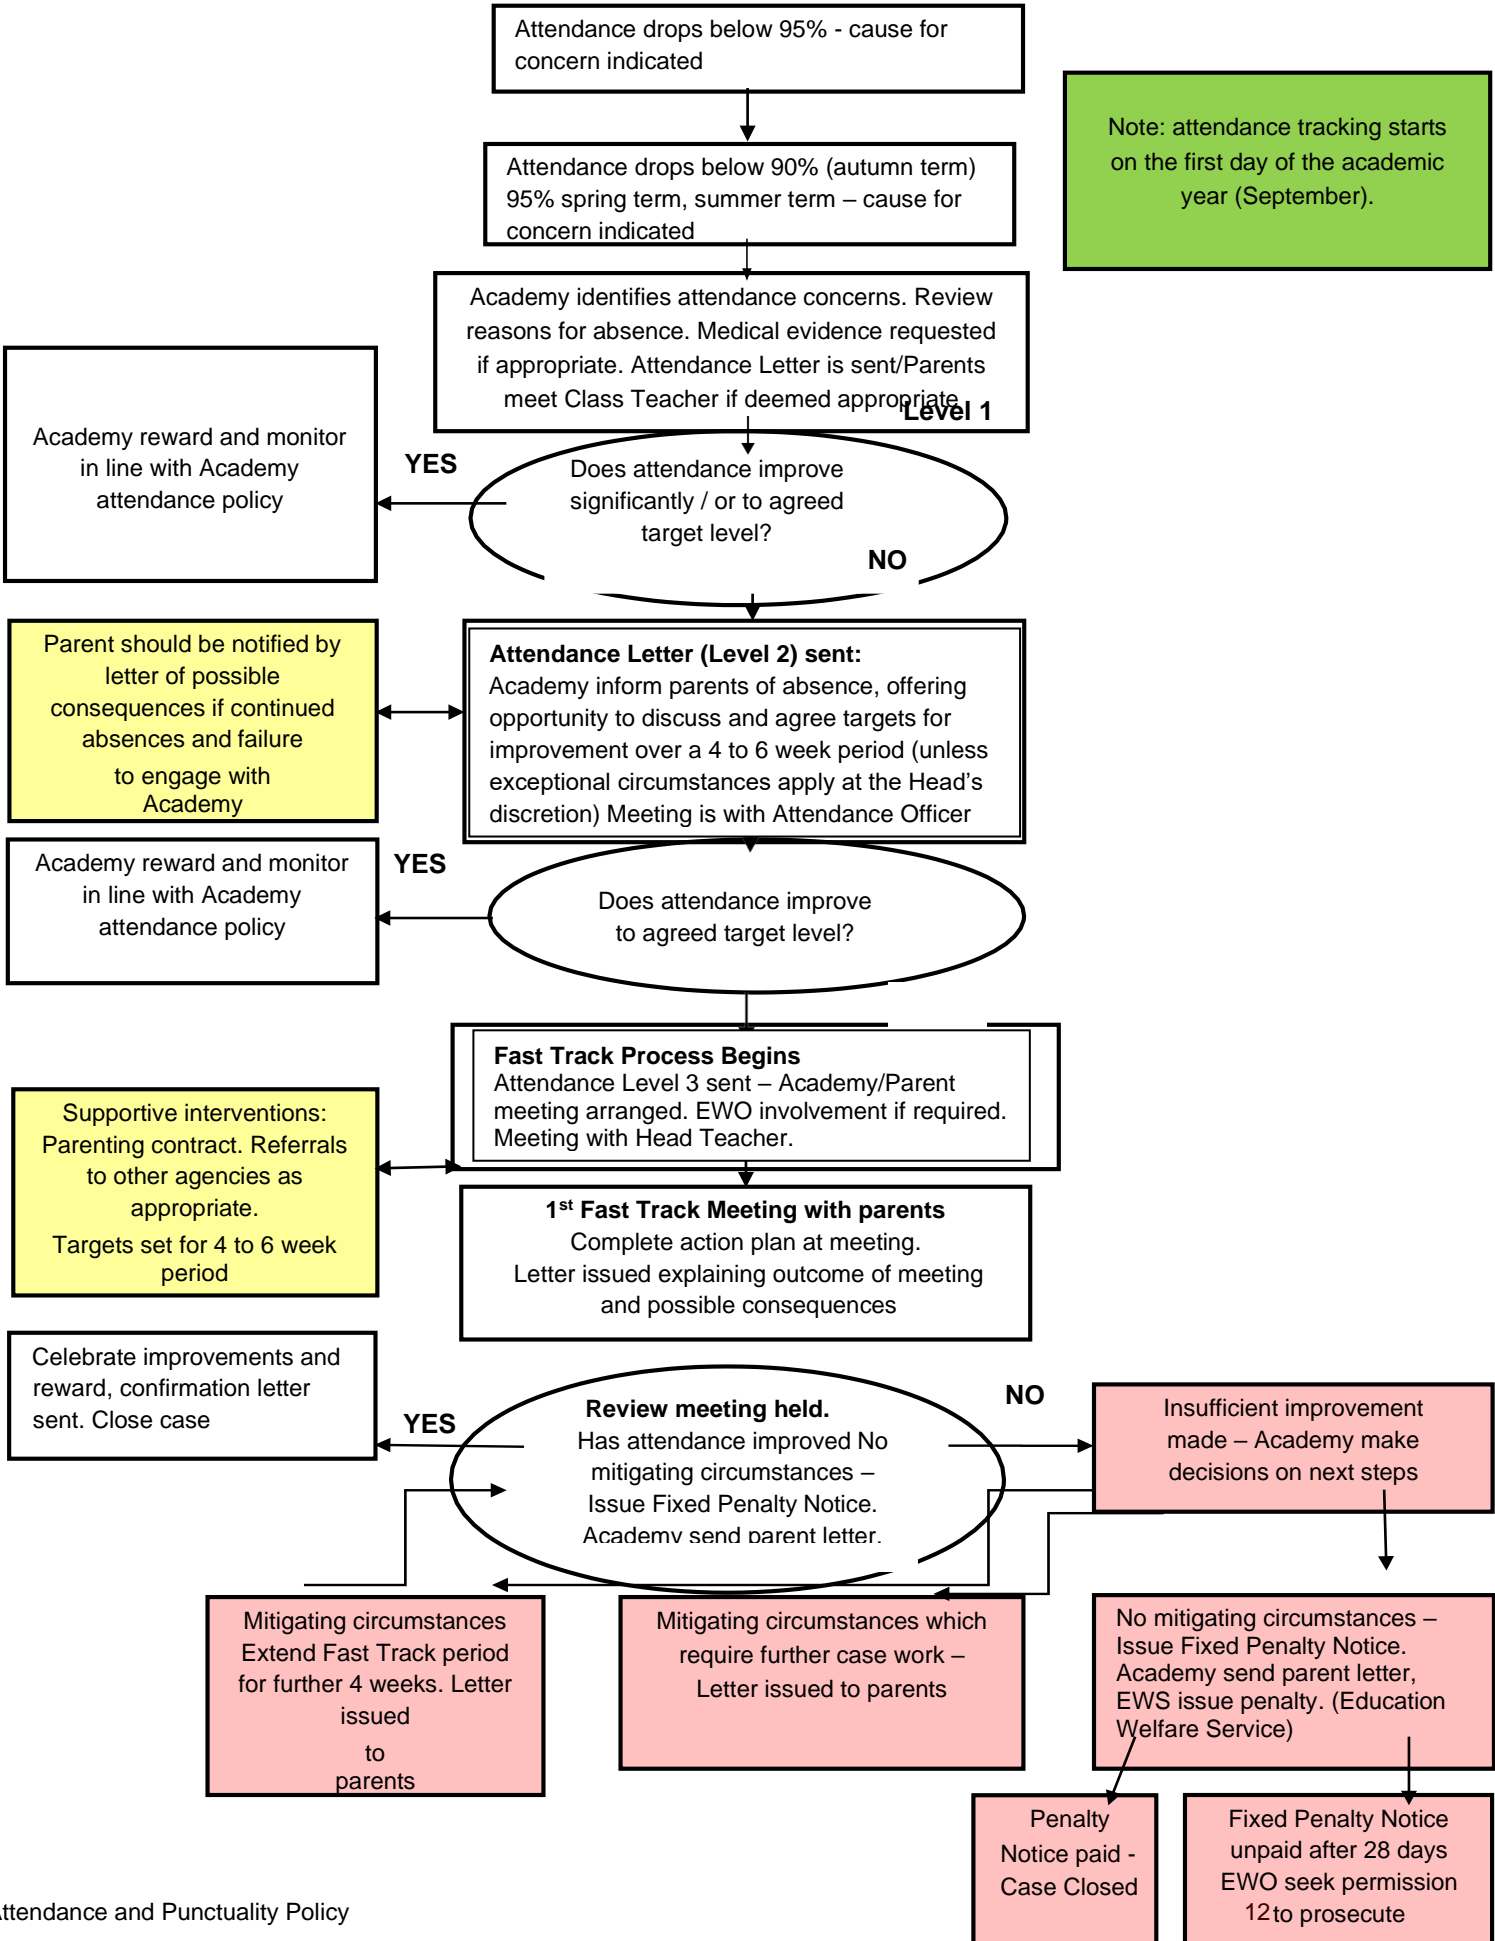 Attendance drops below 95% - cause for
concern indicated
Note: attendance tracking starts
on the first day of the academic
year (September).
Attendance drops below 90% (autumn term)
95% spring term, summer term – cause for
concern indicated
Academy identifies attendance concerns. Review
reasons for absence. Medical evidence requested
if appropriate. Attendance Letter is sent/Parents
meet Class Teacher if deemed appropriate
Level 1
Academy reward and monitor
in line with Academy
attendance policy
YES
Does attendance improve
significantly / or to agreed
target level?
NO
Parent should be notified by
letter of possible
consequences if continued
absences and failure
to engage with
Academy
Attendance Letter (Level 2) sent:
Academy inform parents of absence, offering
opportunity to discuss and agree targets for
improvement over a 4 to 6 week period (unless
exceptional circumstances apply at the Head’s
discretion) Meeting is with Attendance Officer
Academy reward and monitor
in line with Academy
attendance policy
YES
Does attendance improve
to agreed target level?
Fast Track Process Begins
Attendance Level 3 sent – Academy/Parent
meeting arranged. EWO involvement if required.
Meeting with Head Teacher.
Supportive interventions:
Parenting contract. Referrals
to other agencies as
appropriate.
Targets set for 4 to 6 week
period
1st Fast Track Meeting with parents
Complete action plan at meeting.
Letter issued explaining outcome of meeting
and possible consequences
Celebrate improvements and
reward, confirmation letter
sent. Close case
YES
Review meeting held.
Has attendance improved No
mitigating circumstances –
Issue Fixed Penalty Notice.
Academy send parent letter.
NO
Insufficient improvement
made – Academy make
decisions on next steps
Mitigating circumstances
Extend Fast Track period
for further 4 weeks. Letter
issued
to
parents
Mitigating circumstances which
require further case work –
Letter issued to parents
No mitigating circumstances –
Issue Fixed Penalty Notice.
Academy send parent letter,
EWS issue penalty. (Education
Welfare Service)
Penalty
Notice paid -
Case Closed
Fixed Penalty Notice
unpaid after 28 days
EWO seek permission
to prosecute
ttendance and Punctuality Policy
12